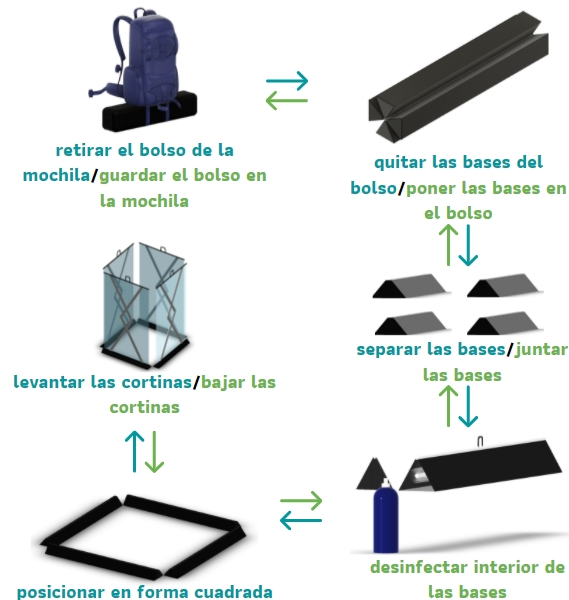 retirar el bolso de la
mochila/guardar el bolso en
la mochila
quitar las bases del
bolso/poner las bases en
el bolso
separar las bases/juntar
las bases
levantar las cortinas/bajar las
cortinas
desinfectar interior de
las bases
posicionar en forma cuadrada